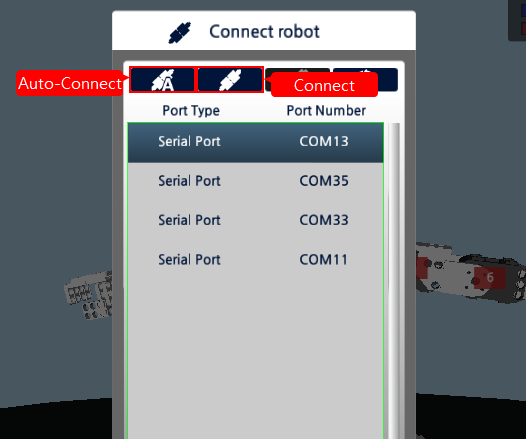 Connect robot
Auto-Connect
A
Connect
Port Type Port Number
Serial Port COM13
Serial Port COM35
Serial Port COM33
Serial Port COM11
6